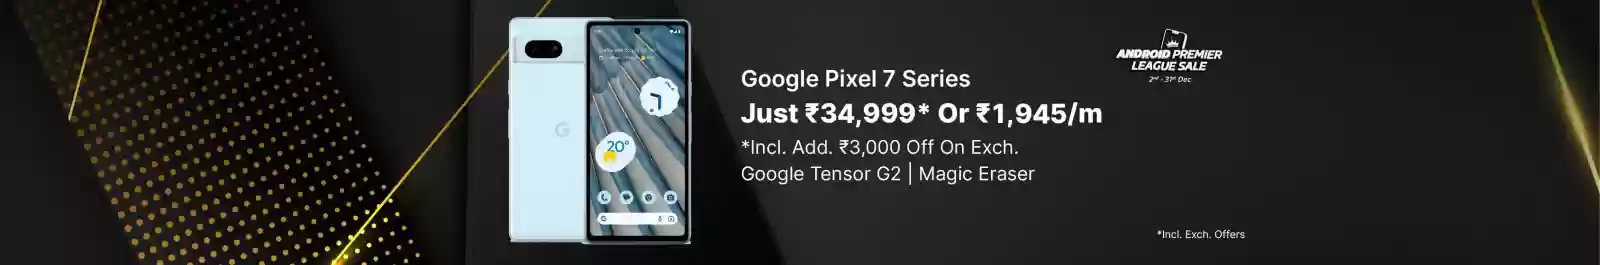 Google Pixel 7 Series
Just ₹34,999* Or ₹1,945/m
*Incl. Add. ₹3,000 Off On Exch.
Google Tensor G2 | Magic Eraser
ANDROID PREMIER
LEAGUE SALE
2nd - 31st Dec
*Incl. Exch. Offers
20°
G